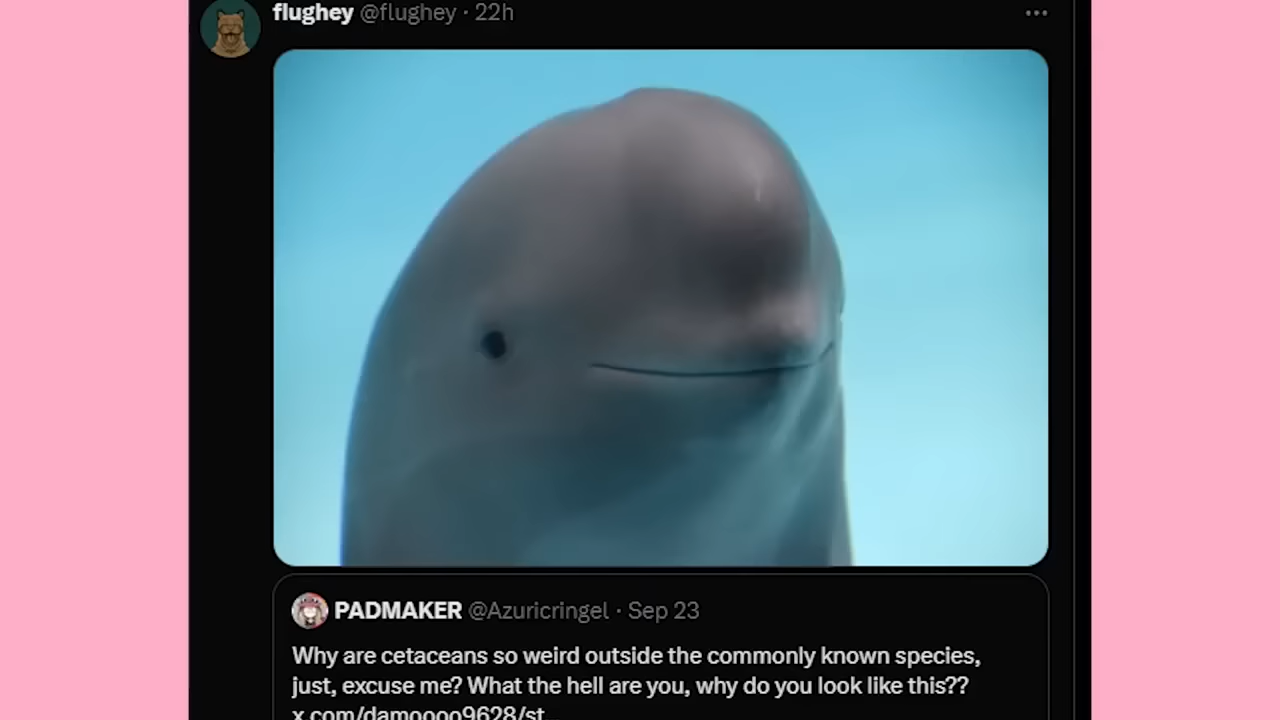 flughey @flughey · 22h
PADMAKER @Azuricringel · Sep 23
Why are cetaceans so weird outside the commonly known species,
just, excuse me? What the hell are you, why do you look like this??
x.com/damoooo9628/st